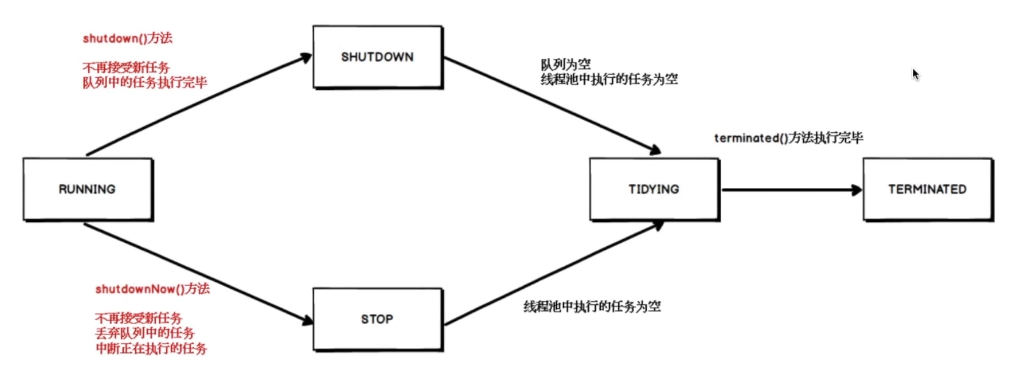 shutdown()方法
不再接受新任务
队列中的任务执行完毕
SHUTDOWN
队列为空
线程池中执行的任务为空
terminated()方法执行完毕
RUNNING
TIDYING
TERMINATED
shutdownNow()方法
不再接受新任务
丢弃队列中的任务
中断正在执行的任务
STOP
线程池中执行的任务为空